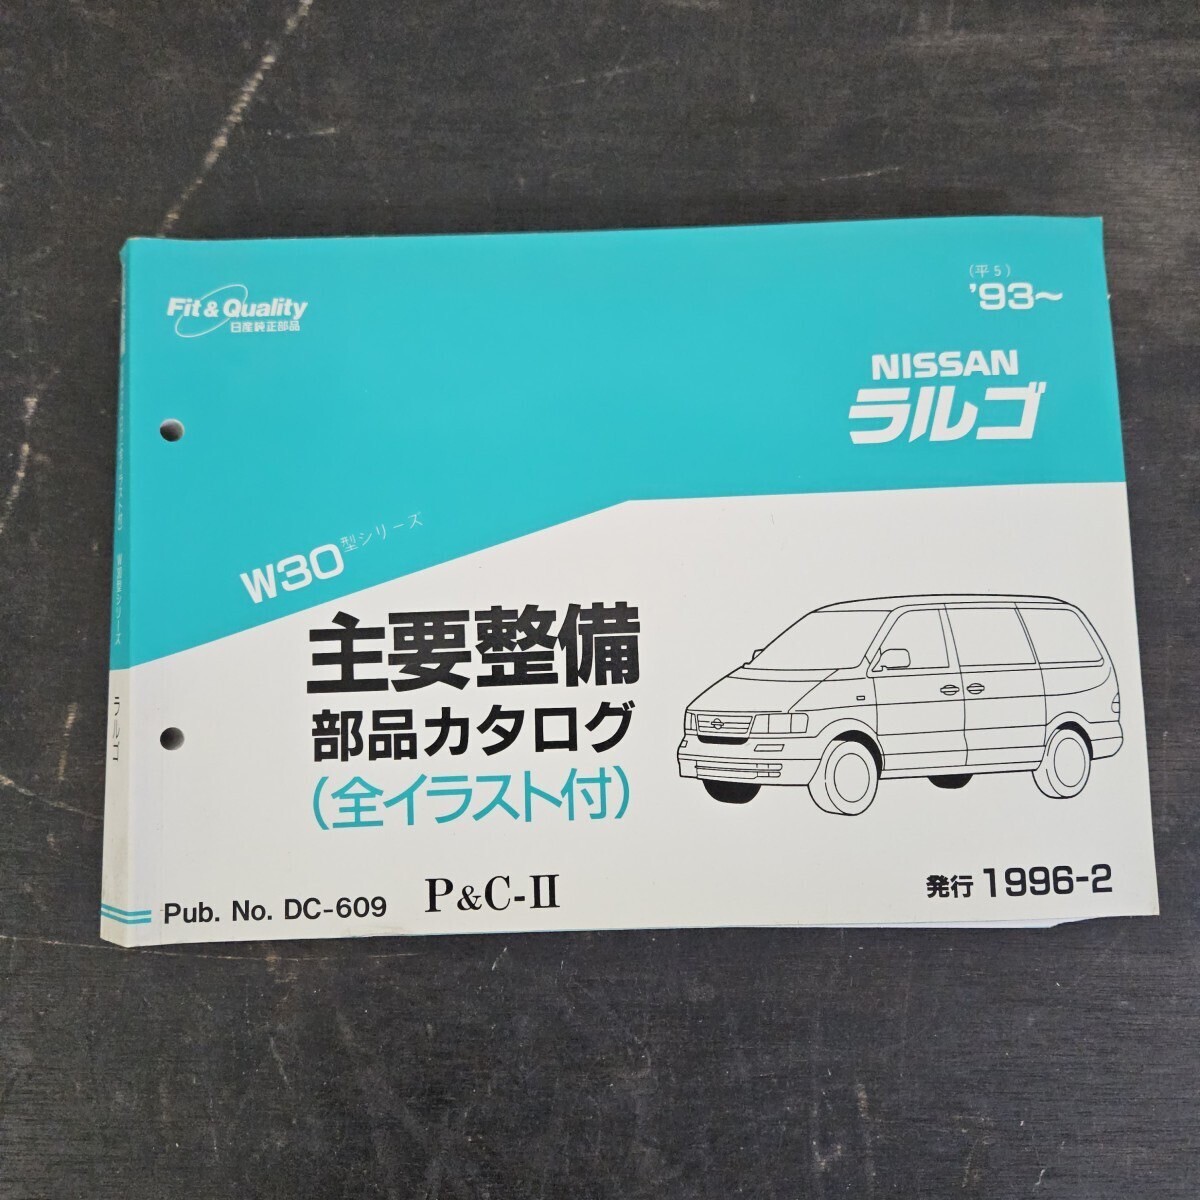 Fit & Quality
日産純正部品
(平5)
'93~
NISSAN
ラルゴ
W30型シリーズ
主要整備
部品カタログ
(全イラスト付)
Pub. No. DC-609 P&C-II
発行 1996-2
ラルゴ